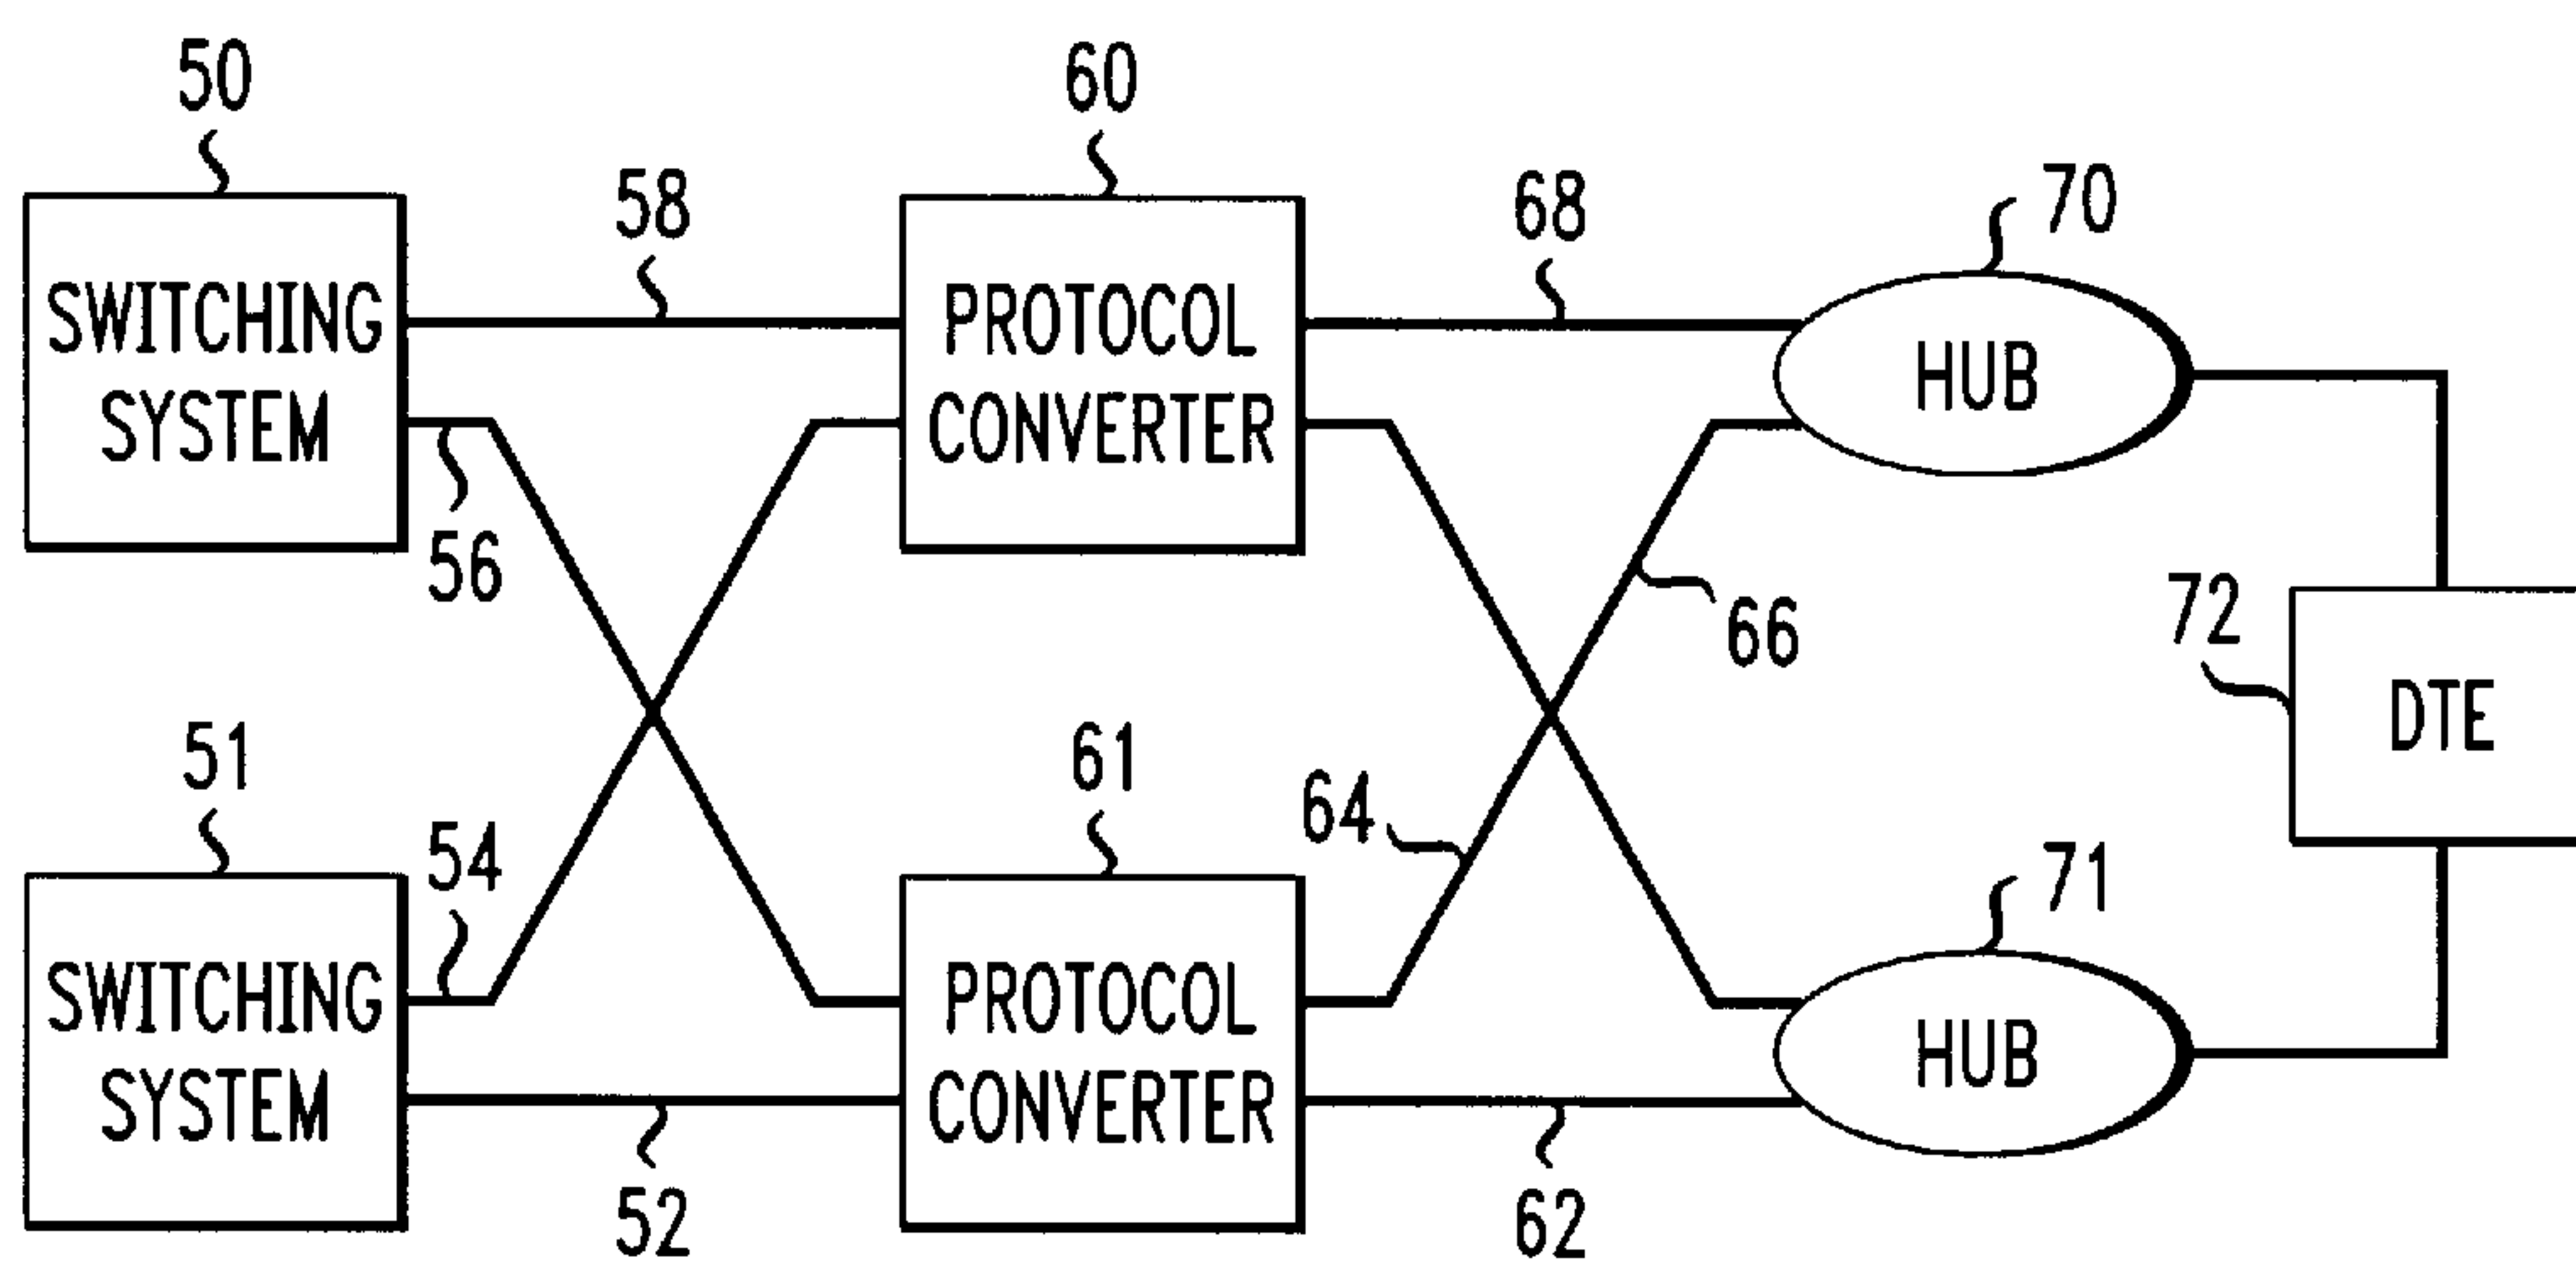 50
60
58
68
70
SWITCHING
SYSTEM
PROTOCOL
CONVERTER
HUB
56
66
72
DTE
51
61
54
64
71
SWITCHING
SYSTEM
PROTOCOL
CONVERTER
HUB
52
62